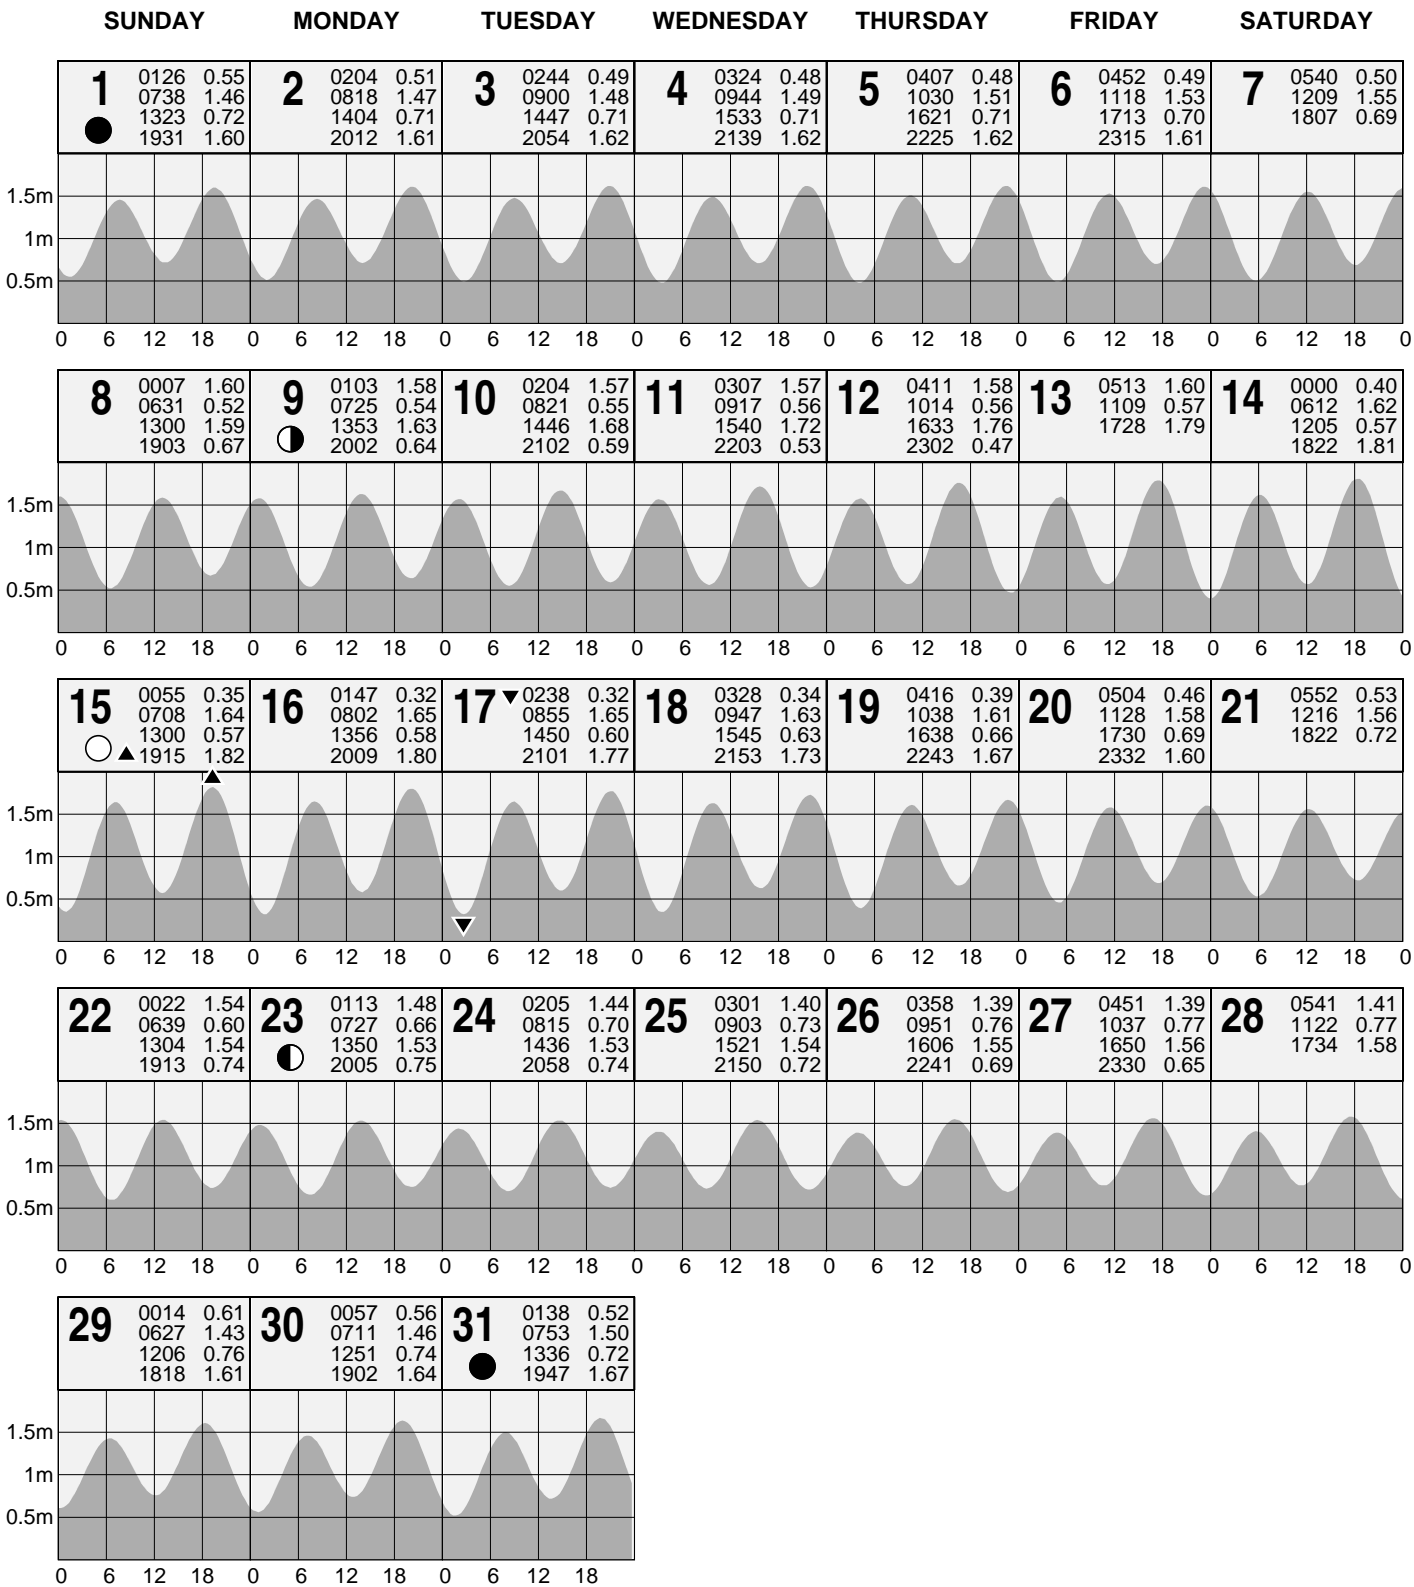 SUNDAY MONDAY TUESDAY WEDNESDAY THURSDAY FRIDAY SATURDAY
1 0126 0.55
0738 1.46
1323 0.72
1931 1.60
2 0204 0.51
0818 1.47
1404 0.71
2012 1.61
3 0244 0.49
0900 1.48
1447 0.71
2054 1.62
4 0324 0.48
0944 1.49
1533 0.71
2139 1.62
5 0407 0.48
1030 1.51
1621 0.71
2225 1.62
6 0452 0.49
1118 1.53
1713 0.70
2315 1.61
7 0540 0.50
1209 1.55
1807 0.69
1.5m
1m
0.5m
0 6 12 18 0 6 12 18 0 6 12 18 0 6 12 18 0 6 12 18 0 6 12 18 0 6 12 18 0
8 0007 1.60
0631 0.52
1300 1.59
1903 0.67
9 0103 1.58
0725 0.54
1353 1.63
2002 0.64
10 0204 1.57
0821 0.55
1446 1.68
2102 0.59
11 0307 1.57
0917 0.56
1540 1.72
2203 0.53
12 0411 1.58
1014 0.56
1633 1.76
2302 0.47
13 0513 1.60
1109 0.57
1728 1.79
14 0000 0.40
0612 1.62
1205 0.57
1822 1.81
1.5m
1m
0.5m
0 6 12 18 0 6 12 18 0 6 12 18 0 6 12 18 0 6 12 18 0 6 12 18 0 6 12 18 0
15 0055 0.35
0708 1.64
1300 0.57
1915 1.82
16 0147 0.32
0802 1.65
1356 0.58
2009 1.80
17 0238 0.32
0855 1.65
1450 0.60
2101 1.77
18 0328 0.34
0947 1.63
1545 0.63
2153 1.73
19 0416 0.39
1038 1.61
1638 0.66
2243 1.67
20 0504 0.46
1128 1.58
1730 0.69
2332 1.60
21 0552 0.53
1216 1.56
1822 0.72
1.5m
1m
0.5m
0 6 12 18 0 6 12 18 0 6 12 18 0 6 12 18 0 6 12 18 0 6 12 18 0 6 12 18 0
22 0022 1.54
0639 0.60
1304 1.54
1913 0.74
23 0113 1.48
0727 0.66
1350 1.53
2005 0.75
24 0205 1.44
0815 0.70
1436 1.53
2058 0.74
25 0301 1.40
0903 0.73
1521 1.54
2150 0.72
26 0358 1.39
0951 0.76
1606 1.55
2241 0.69
27 0451 1.39
1037 0.77
1650 1.56
2330 0.65
28 0541 1.41
1122 0.77
1734 1.58
1.5m
1m
0.5m
0 6 12 18 0 6 12 18 0 6 12 18 0 6 12 18 0 6 12 18 0 6 12 18 0 6 12 18 0
29 0014 0.61
0627 1.43
1206 0.76
1818 1.61
30 0057 0.56
0711 1.46
1251 0.74
1902 1.64
31 0138 0.52
0753 1.50
1336 0.72
1947 1.67
1.5m
1m
0.5m
0 6 12 18 0 6 12 18 0 6 12 18